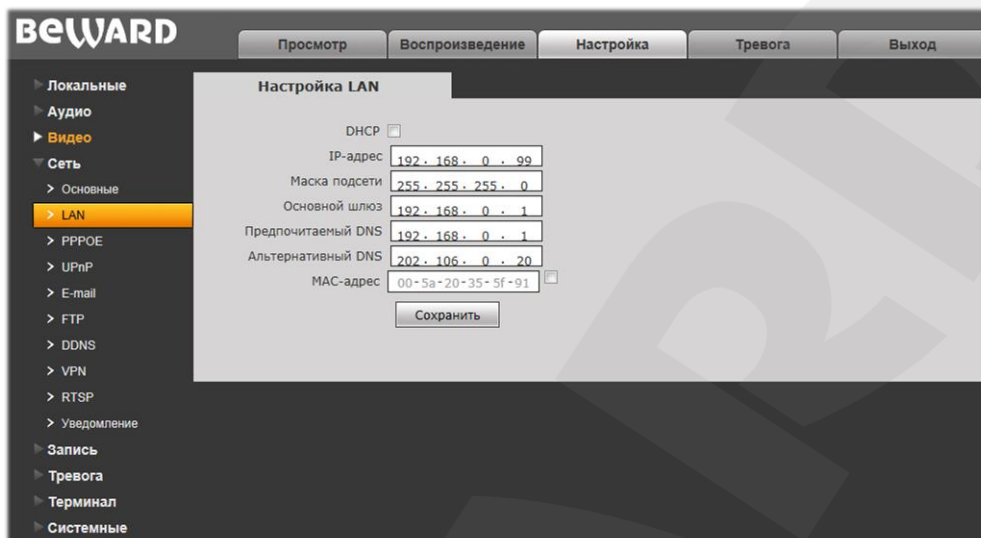 BEWARD
Просмотр
Воспроизведение
Настройка
Тревога
Выход
Локальные
Аудио
Видео
Сеть
Основные
LAN
PPPOE
UPnP
E-mail
FTP
DDNS
VPN
RTSP
Уведомление
Запись
Тревога
Терминал
Системные
Настройка LAN
DHCP
IP-адрес 192. 168. 0 . 99
Маска подсети 255. 255. 255. 0
Основной шлюз 192. 168. 0 . 1
Предпочитаемый DNS 192. 168. 0 . 1
Альтернативный DNS 202. 106. 0 . 20
MAC-адрес 00-5a-20-35-5f-91
Сохранить